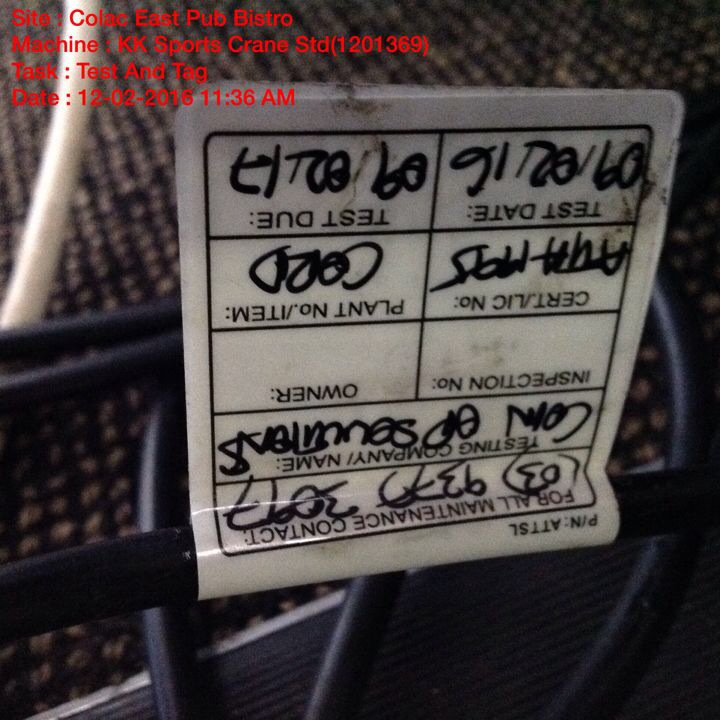 Site : Colac East Pub Bistro
Machine : KK Sports Crane Std(1201369)
Task : Test And Tag
Date : 12-02-2016 11:36 AM
P/N: ATTSL
FOR ALL MAINTENANCE CONTACT:
(03)
TESTING COMPANY/ NAME:
COIN OP SOLUTIONS
INSPECTION No: OWNER:
CERT./LIC No: PLANT No./ITEM:
CORD
TEST DATE: TEST DUE:
09/02/16 09/02/17